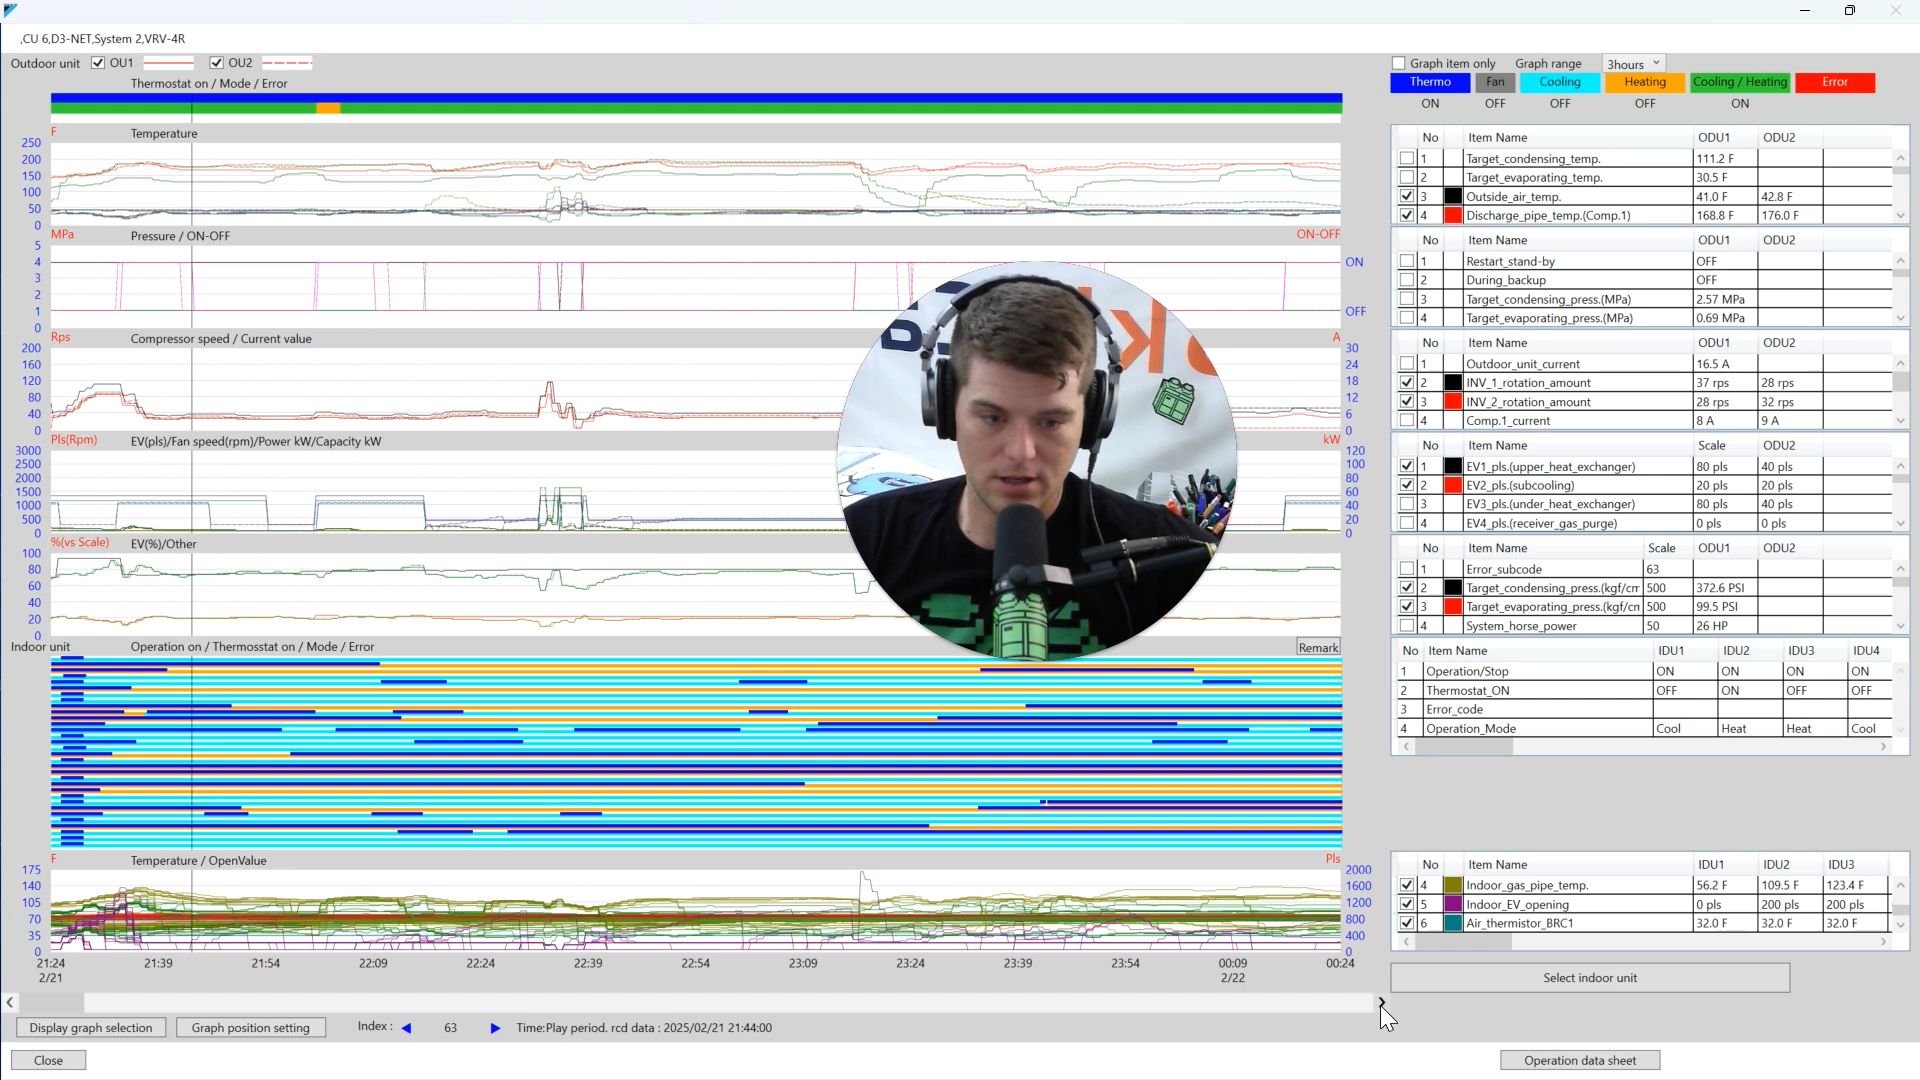 ,CU 6,D3-NET,System 2,VRV-4R
Outdoor unit OU1 OU2
Graph item only Graph range 3hours
Thermostat on / Mode / Error
Thermo Fan Cooling Heating Cooling / Heating Error
ON OFF OFF OFF ON
F Temperature
250
200
150
100
50
0
No Item Name ODU1 ODU2
1 Target_condensing_temp. 111.2 F
2 Target_evaporating_temp. 30.5 F
3 Outside_air_temp. 41.0 F 42.8 F
4 Discharge_pipe_temp.(Comp.1) 168.8 F 176.0 F
MPa Pressure / ON-OFF ON-OFF
5
4 ON
3
2
1 OFF
0
No Item Name ODU1 ODU2
1 Restart_stand-by OFF
2 During_backup OFF
3 Target_condensing_press.(MPa) 2.57 MPa
4 Target_evaporating_press.(MPa) 0.69 MPa
Rps Compressor speed / Current value A
200 30
160 24
120 18
80 12
40 6
0 0
No Item Name ODU1 ODU2
1 Outdoor_unit_current 16.5 A
2 INV_1_rotation_amount 37 rps 28 rps
3 INV_2_rotation_amount 28 rps 32 rps
4 Comp.1_current 8 A 9 A
Pls(Rpm) EV(pls)/Fan speed(rpm)/Power kW/Capacity kW kW
3000 120
2500 100
2000 80
1500 60
1000 40
500 20
0 0
No Item Name Scale ODU2
1 EV1_pls.(upper_heat_exchanger) 80 pls 40 pls
2 EV2_pls.(subcooling) 20 pls 20 pls
3 EV3_pls.(under_heat_exchanger) 80 pls 40 pls
4 EV4_pls.(receiver_gas_purge) 0 pls 0 pls
%(vs Scale) EV(%)/Other
100
80
60
40
20
0
No Item Name Scale ODU1 ODU2
1 Error_subcode 63
2 Target_condensing_press.(kgf/cm 500 372.6 PSI
3 Target_evaporating_press.(kgf/cm 500 99.5 PSI
4 System_horse_power 50 26 HP
Indoor unit Operation on / Thermosstat on / Mode / Error Remark
No Item Name IDU1 IDU2 IDU3 IDU4
1 Operation/Stop ON ON ON ON
2 Thermostat_ON OFF ON OFF OFF
3 Error_code
4 Operation_Mode Cool Heat Heat Cool
F Temperature / OpenValue Pls
175 2000
140 1600
105 1200
70 800
35 400
0 0
No Item Name IDU1 IDU2 IDU3
4 Indoor_gas_pipe_temp. 56.2 F 109.5 F 123.4 F
5 Indoor_EV_opening 0 pls 200 pls 200 pls
6 Air_thermistor_BRC1 32.0 F 32.0 F 32.0 F
21:24 21:39 21:54 22:09 22:24 22:39 22:54 23:09 23:24 23:39 23:54 00:09 00:24
2/21 2/22
Select indoor unit
Display graph selection Graph position setting Index : 63 Time:Play period. rcd data : 2025/02/21 21:44:00
Close Operation data sheet